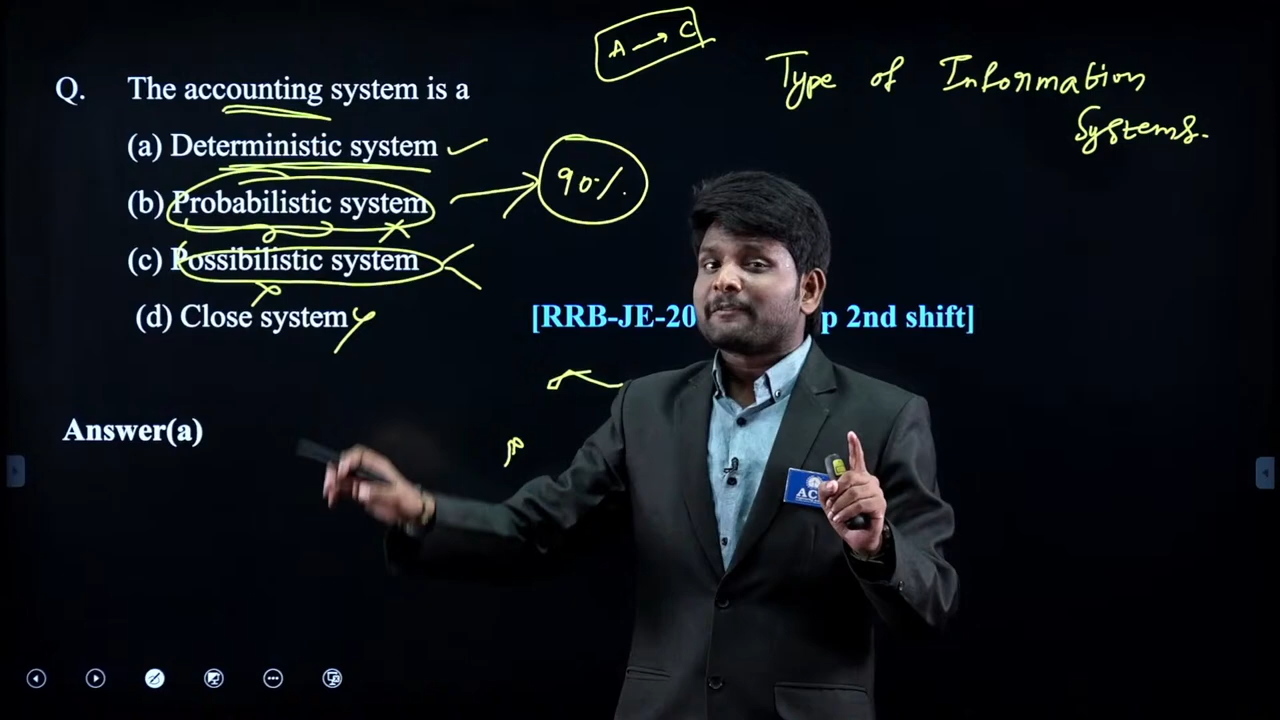 A → C
Type of Information
Systems.
Q. The accounting system is a
(a) Deterministic system
(b) Probabilistic system
90%.
(c) Possibilistic system
(d) Close system
[RRB-JE-20 p 2nd shift]
Answer(a)
AC